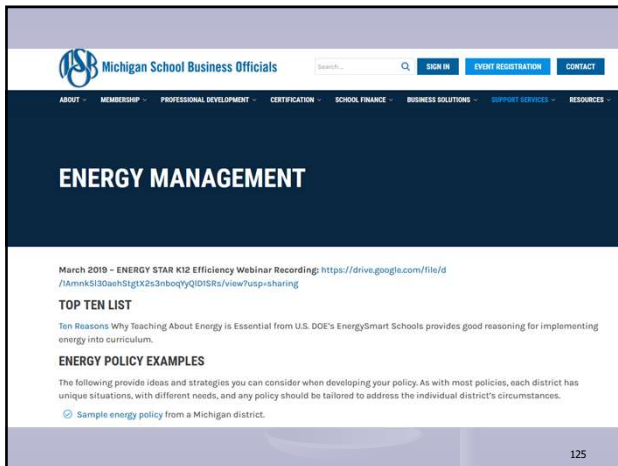 MSB Michigan School Business Officials
Search...
SIGN IN
EVENT REGISTRATION
CONTACT
ABOUT
MEMBERSHIP
PROFESSIONAL DEVELOPMENT
CERTIFICATION
SCHOOL FINANCE
BUSINESS SOLUTIONS
SUPPORT SERVICES
RESOURCES
ENERGY MANAGEMENT
March 2019 – ENERGY STAR K12 Efficiency Webinar Recording: https://drive.google.com/file/d
/1Amnk5l30aehStgtX2s3nboqYyQlD1SRs/view?usp=sharing
TOP TEN LIST
Ten Reasons Why Teaching About Energy is Essential from U.S. DOE's EnergySmart Schools provides good reasoning for implementing
energy into curriculum.
ENERGY POLICY EXAMPLES
The following provide ideas and strategies you can consider when developing your policy. As with most policies, each district has
unique situations, with different needs, and any policy should be tailored to address the individual district's circumstances.
Sample energy policy from a Michigan district.
125